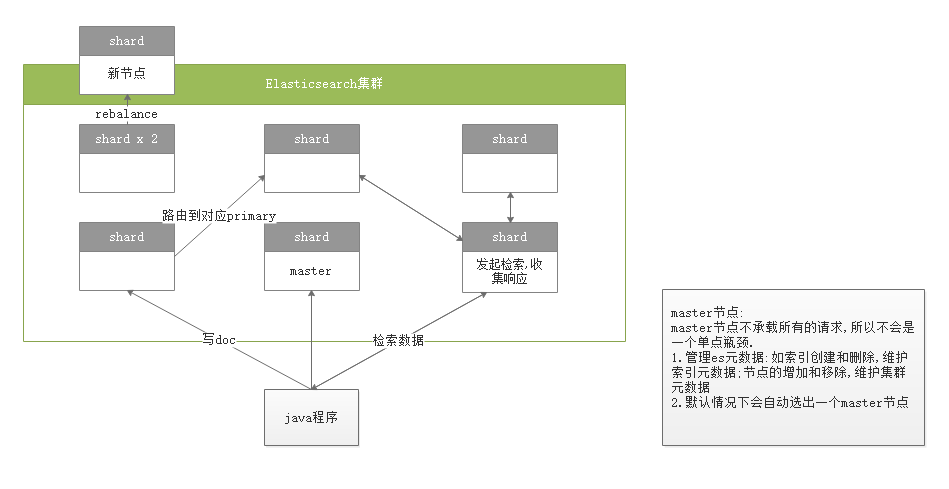 shard
新节点
Elasticsearch集群
rebalance
shard x 2
shard
shard
路由到对应primary
shard
shard
shard
master
发起检索,收
集响应
写doc
检索数据
java程序
master节点:
master节点不承载所有的请求,所以不会是
一个单点瓶颈.
1.管理es元数据:如索引创建和删除,维护
索引元数据;节点的增加和移除,维护集群
元数据
2.默认情况下会自动选出一个master节点